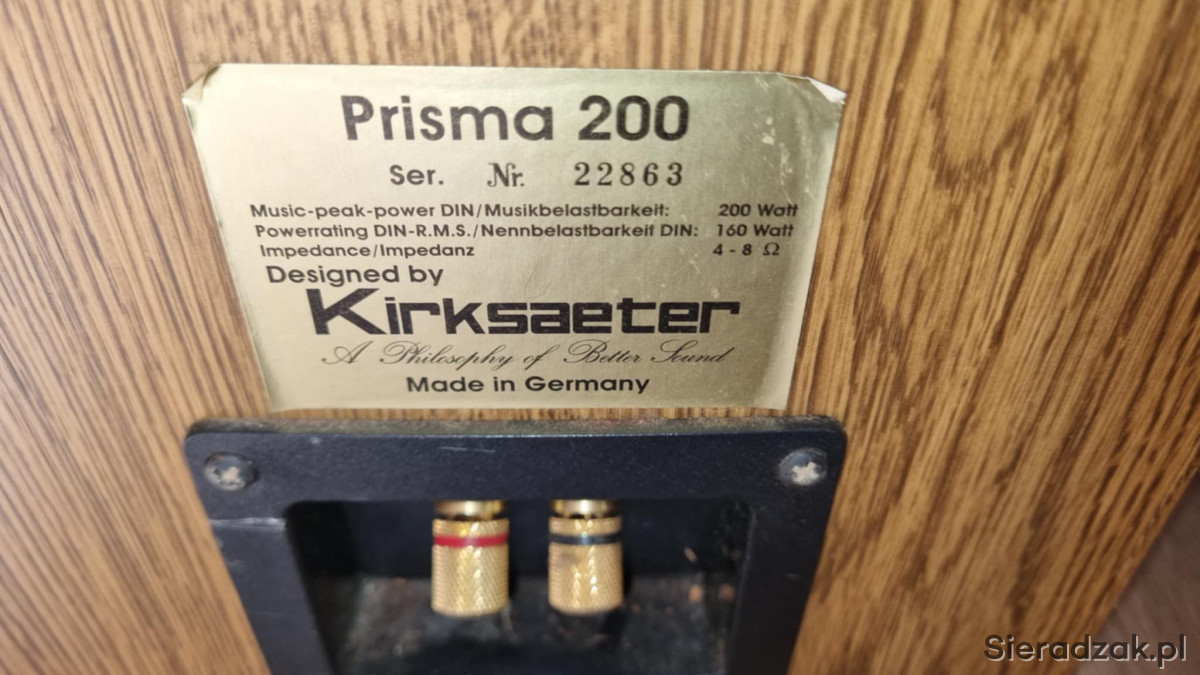 Prisma 200
Ser. Nr. 22863
Music-peak-power DIN/Musikbelastbarkeit: 200 Watt
Powerrating DIN-R.M.S./Nennbelastbarkeit DIN: 160 Watt
Impedance/Impedanz 4 - 8 Ω
Designed by
Kirksaeter
A Philosophy of Better Sound
Made in Germany
Sieradzak.pl